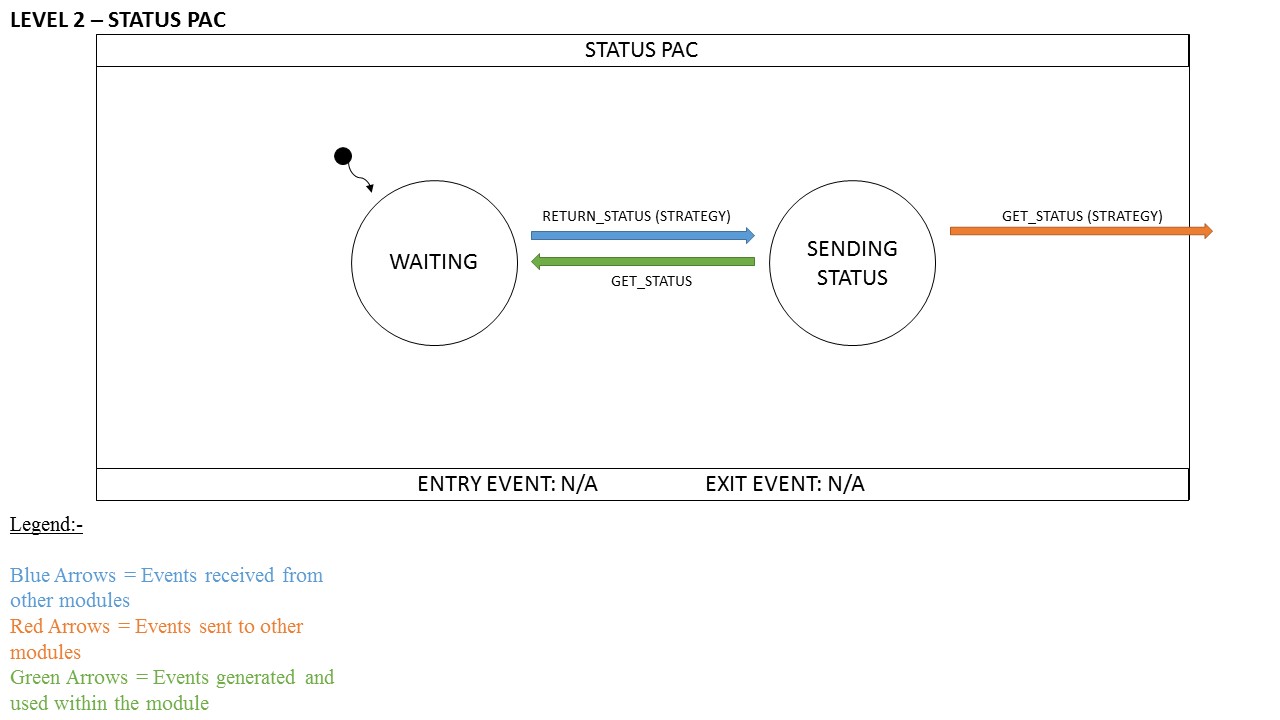 LEVEL 2 – STATUS PAC
STATUS PAC
RETURN_STATUS (STRATEGY)
GET_STATUS (STRATEGY)
WAITING
SENDING
STATUS
GET_STATUS
ENTRY EVENT: N/A EXIT EVENT: N/A
Legend:-
Blue Arrows = Events received from
other modules
Red Arrows = Events sent to other
modules
Green Arrows = Events generated and
used within the module